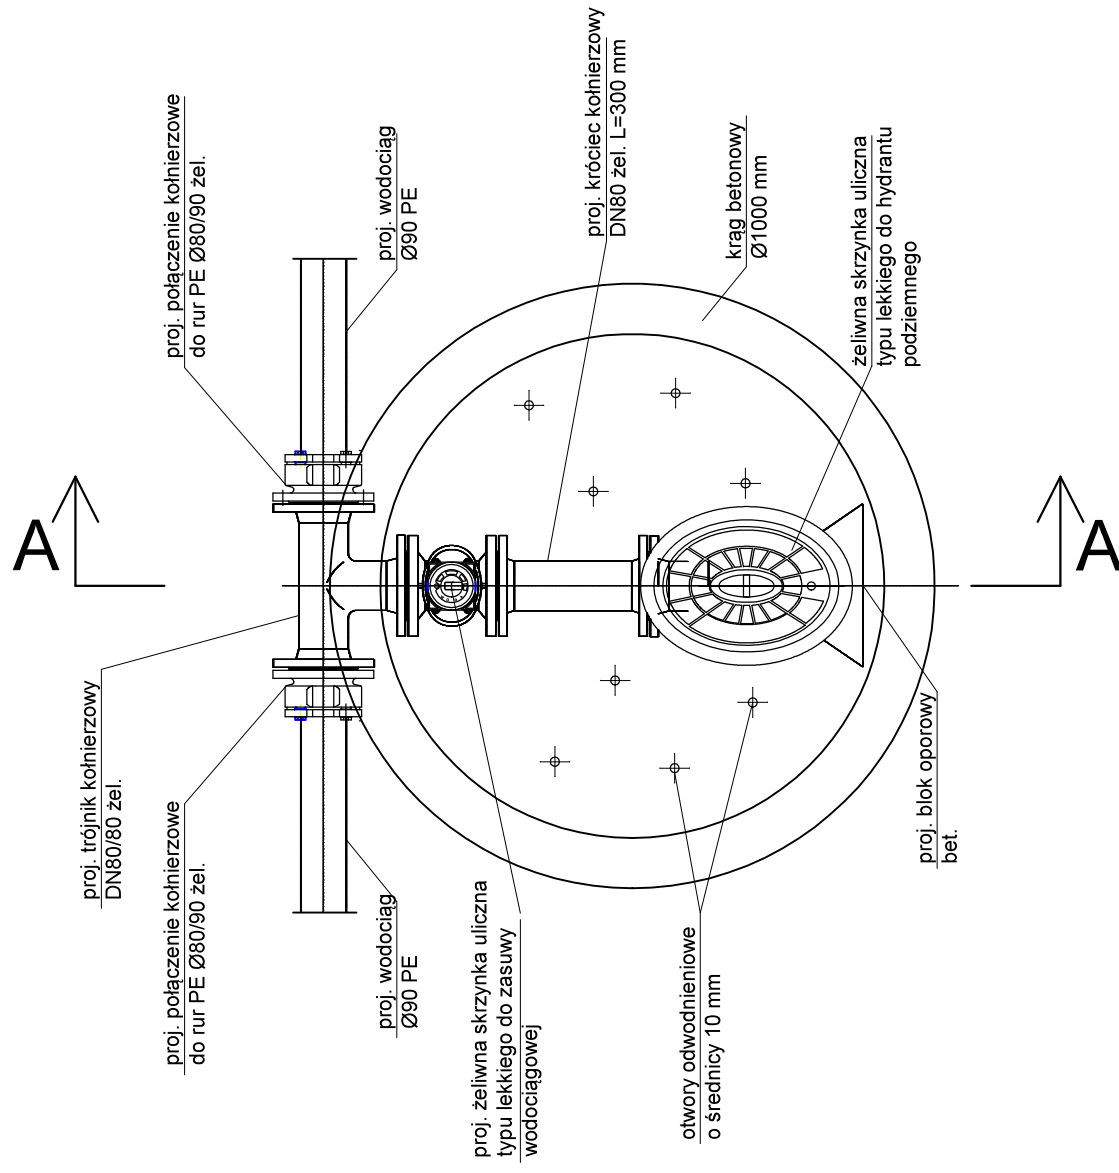 proj. połączenie kołnierzowe
do rur PE Ø80/90 żel.
proj. wodociąg
Ø90 PE
proj. króciec kołnierzowy
DN80 żel. L=300 mm
krąg betonowy
Ø1000 mm
żeliwna skrzynka uliczna
typu lekkiego do hydrantu
podziemnego
A
A
proj. trójnik kołnierzowy
DN80/80 żel.
proj. połączenie kołnierzowe
do rur PE Ø80/90 żel.
proj. wodociąg
Ø90 PE
proj. żeliwna skrzynka uliczna
typu lekkiego do zasuwy
wodociągowej
otwory odwodnieniowe
o średnicy 10 mm
proj. blok oporowy
bet.